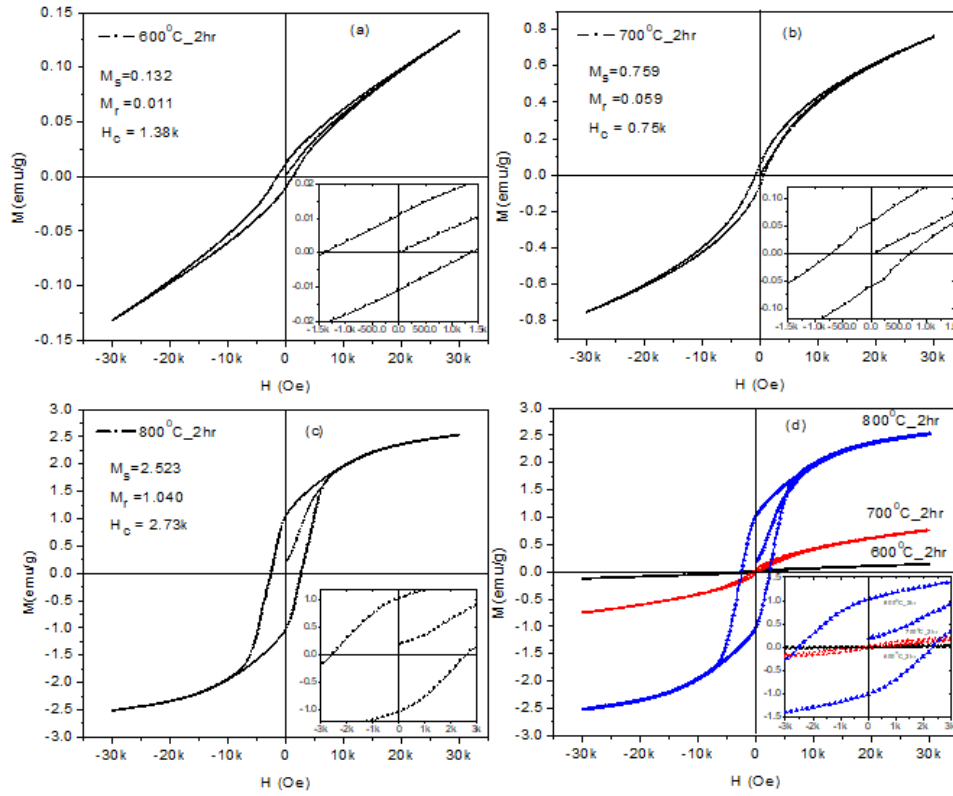 600⁰C_2hr
(a)
Mₛ=0.132
Mᵣ =0.011
H꜀ = 1.38k
M (emu/g)
0.15
0.10
0.05
0.00
-0.05
-0.10
-0.15
-30k -20k -10k 0 10k 20k 30k
H (Oe)
0.02
0.01
0.00
-0.01
-0.02
-1.5k -1.0k -500.0 0.0 500.0 1.0k 1.5k
700⁰C_2hr
(b)
Mₛ=0.759
Mᵣ =0.059
H꜀ = 0.75k
M (emu/g)
0.8
0.6
0.4
0.2
0.0
-0.2
-0.4
-0.6
-0.8
-30k -20k -10k 0 10k 20k 30k
H (Oe)
0.10
0.05
0.00
-0.05
-0.10
-1.5k -1.0k -500.0 0.0 500.0 1.0k 1.5k
800⁰C_2hr
(c)
Mₛ=2.523
Mᵣ =1.040
H꜀ = 2.73k
M(emu/g)
3.0
2.5
2.0
1.5
1.0
0.5
0.0
-0.5
-1.0
-1.5
-2.0
-2.5
-3.0
-30k -20k -10k 0 10k 20k 30k
H (Oe)
1.0
0.5
0.0
-0.5
-1.0
-3k -2k -1k 0 1k 2k 3k
(d)
800⁰C_2hr
700⁰C_2hr
600⁰C_2hr
M(emu/g)
3.0
2.5
2.0
1.5
1.0
0.5
0.0
-0.5
-1.0
-1.5
-2.0
-2.5
-3.0
-30k -20k -10k 0 10k 20k 30k
H (Oe)
1.5
1.0
0.5
0.0
-0.5
-1.0
-1.5
-3k -2k -1k 0 1k 2k 3k